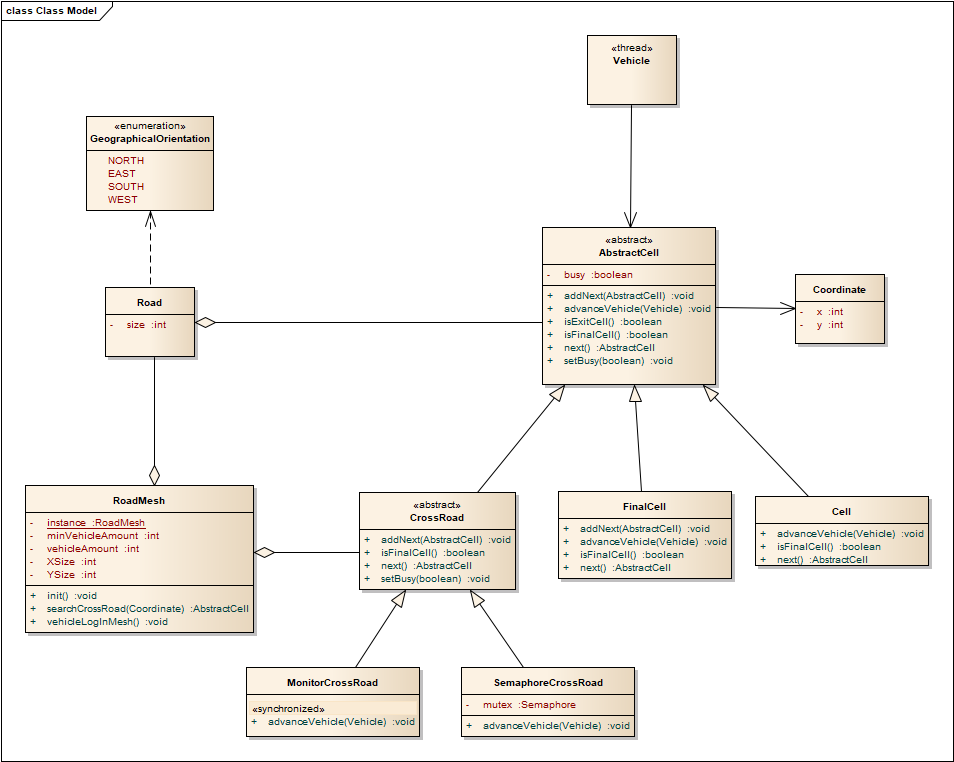 class Class Model
«thread»
Vehicle
«enumeration»
GeographicalOrientation
NORTH
EAST
SOUTH
WEST
«abstract»
AbstractCell
- busy :boolean
+ addNext(AbstractCell) :void
+ advanceVehicle(Vehicle) :void
+ isExitCell() :boolean
+ isFinalCell() :boolean
+ next() :AbstractCell
+ setBusy(boolean) :void
Coordinate
- x :int
- y :int
Road
- size :int
RoadMesh
- instance :RoadMesh
- minVehicleAmount :int
- vehicleAmount :int
- XSize :int
- YSize :int
+ init() :void
+ searchCrossRoad(Coordinate) :AbstractCell
+ vehicleLogInMesh() :void
«abstract»
CrossRoad
+ addNext(AbstractCell) :void
+ isFinalCell() :boolean
+ next() :AbstractCell
+ setBusy(boolean) :void
FinalCell
+ addNext(AbstractCell) :void
+ advanceVehicle(Vehicle) :void
+ isFinalCell() :boolean
+ next() :AbstractCell
Cell
+ advanceVehicle(Vehicle) :void
+ isFinalCell() :boolean
+ next() :AbstractCell
MonitorCrossRoad
«synchronized»
+ advanceVehicle(Vehicle) :void
SemaphoreCrossRoad
- mutex :Semaphore
+ advanceVehicle(Vehicle) :void